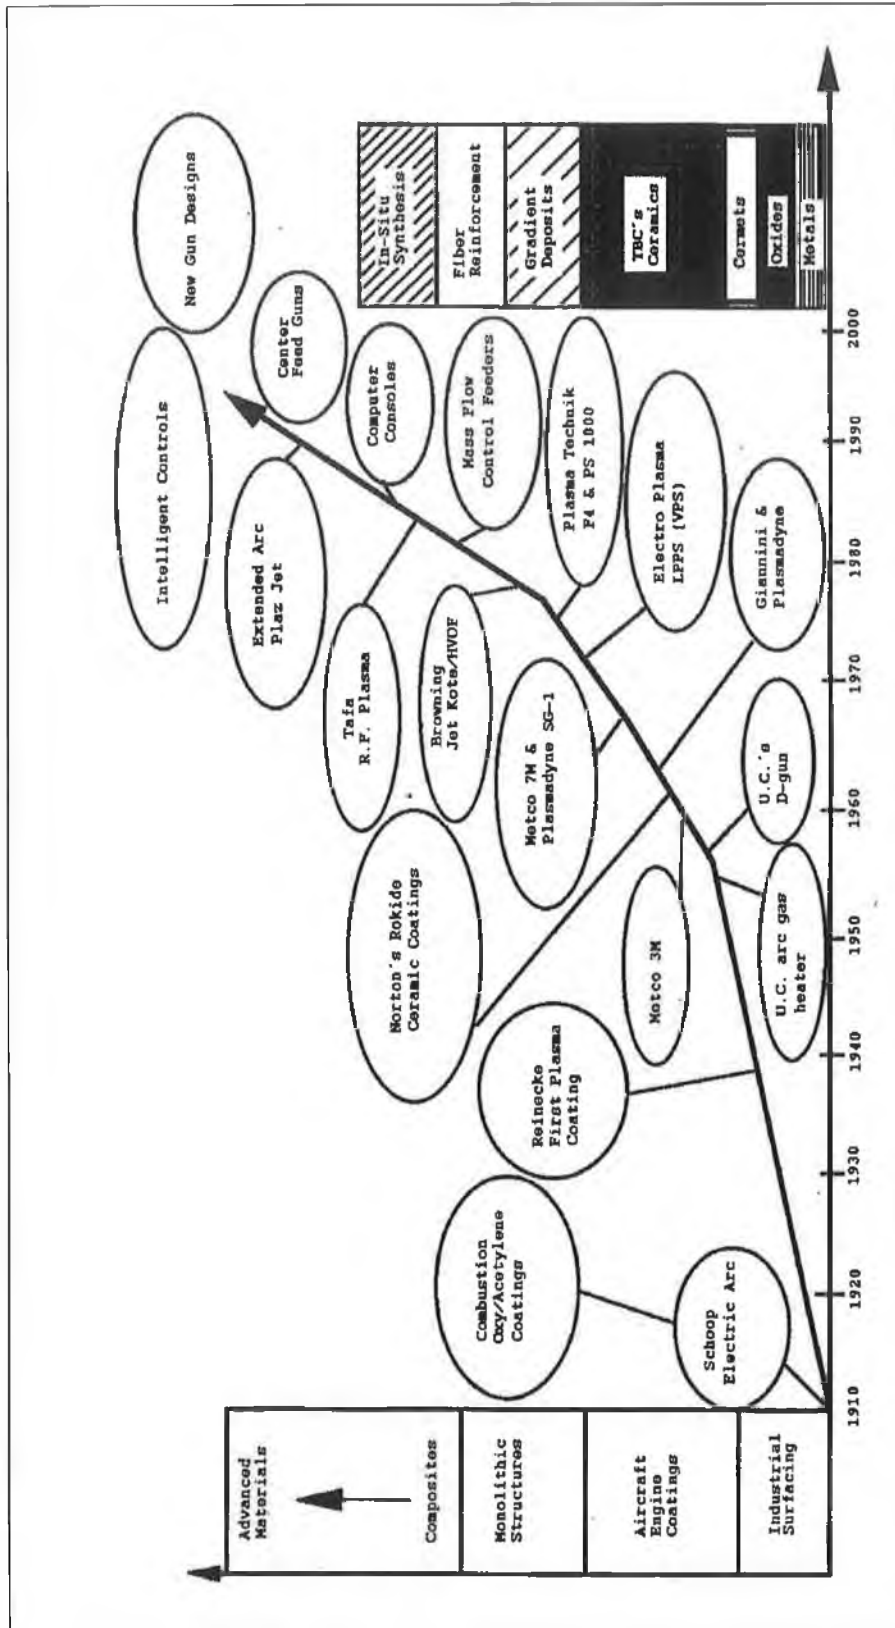 Advanced
Materials
Composites
Monolithic
Structures
Aircraft
Engine
Coatings
Industrial
Surfacing
Intelligent Controls
New Gun Designs
Extended Arc
Plaz Jet
Center
Feed Guns
Tafa
R.F. Plasma
Computer
Consoles
Norton's Rokide
Ceramic Coatings
Browning
Jet Kote/HVOF
Mass Flow
Control Feeders
Combustion
Oxy/Acetylene
Coatings
Reinecke
First Plasma
Coating
Metco 7M &
Plasmadyne SG-1
Plasma Technik
F4 & PS 1000
Metco 3M
Electro Plasma
LPPS (VPS)
Schoop
Electric Arc
U.C. arc gas
heater
U.C.'s
D-gun
Giannini &
Plasmadyne
In-Situ
Synthesis
Fiber
Reinforcement
Gradient
Deposits
TBC's
Ceramics
Cermets
Oxides
Metals
1910 1920 1930 1940 1950 1960 1970 1980 1990 2000